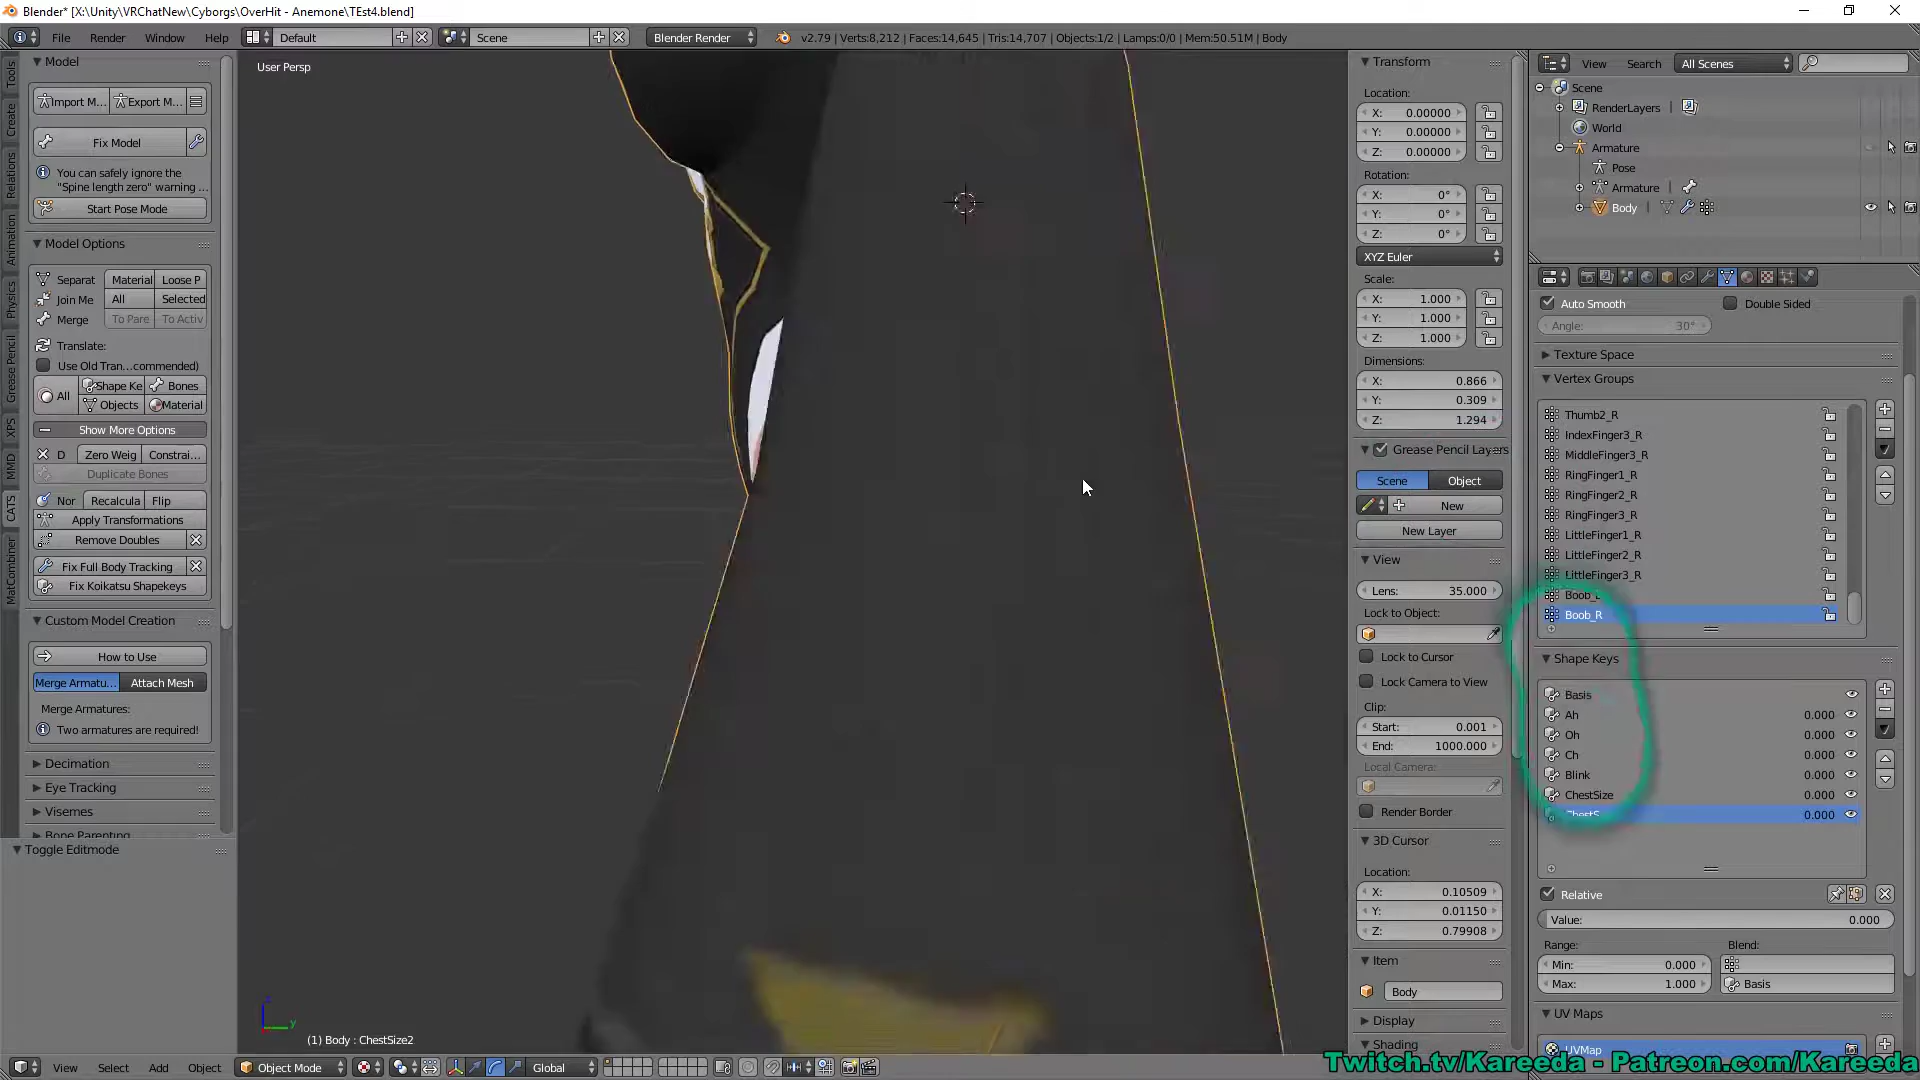 Blender* [X:\Unity\VRChatNew\Cyborgs\OverHit - Anemone\TEst4.blend]
File Render Window Help Default Scene Blender Render v2.79 | Verts:8,212 | Faces:14,645 | Tris:14,707 | Objects:1/2 | Lamps:0/0 | Mem:50.51M | Body
Tools
Create
Relations
Animation
Physics
Grease Pencil
XPS
MMD
CATS
MatCombiner
Model
Import M... Export M...
Fix Model
You can safely ignore the
"Spine length zero" warning ...
Start Pose Mode
Model Options
Separat Material Loose P
Join Me All Selected
Merge To Pare To Activ
Translate:
Use Old Tran...commended)
All Shape Ke Bones
Objects Material
Show More Options
D Zero Weig Constrai...
Duplicate Bones
Nor Recalcula Flip
Apply Transformations
Remove Doubles
Fix Full Body Tracking
Fix Koikatsu Shapekeys
Custom Model Creation
How to Use
Merge Armatu... Attach Mesh
Merge Armatures:
Two armatures are required!
Decimation
Eye Tracking
Visemes
Bone Parenting
Toggle Editmode
User Persp
z
y
(1) Body : ChestSize2
View Select Add Object Object Mode Global
Transform
Location:
X: 0.00000
Y: 0.00000
Z: 0.00000
Rotation:
X: 0°
Y: 0°
Z: 0°
XYZ Euler
Scale:
X: 1.000
Y: 1.000
Z: 1.000
Dimensions:
X: 0.866
Y: 0.309
Z: 1.294
Grease Pencil Layers
Scene Object
New
New Layer
View
Lens: 35.000
Lock to Object:
Lock to Cursor
Lock Camera to View
Clip:
Start: 0.001
End: 1000.000
Local Camera:
Render Border
3D Cursor
Location:
X: 0.10509
Y: 0.01150
Z: 0.79908
Item
Body
Display
Shading
View Search All Scenes
Scene
RenderLayers
World
Armature
Pose
Armature
Body
Auto Smooth Double Sided
Angle: 30°
Texture Space
Vertex Groups
Thumb2_R
IndexFinger3_R
MiddleFinger3_R
RingFinger1_R
RingFinger2_R
RingFinger3_R
LittleFinger1_R
LittleFinger2_R
LittleFinger3_R
Boob_L
Boob_R
Shape Keys
Basis
Ah 0.000
Oh 0.000
Ch 0.000
Blink 0.000
ChestSize 0.000
0.000
Relative
Value: 0.000
Range: Blend:
Min: 0.000
Max: 1.000 Basis
UV Maps
UVMap
Twitch.tv/Kareeda - Patreon.com/Kareeda